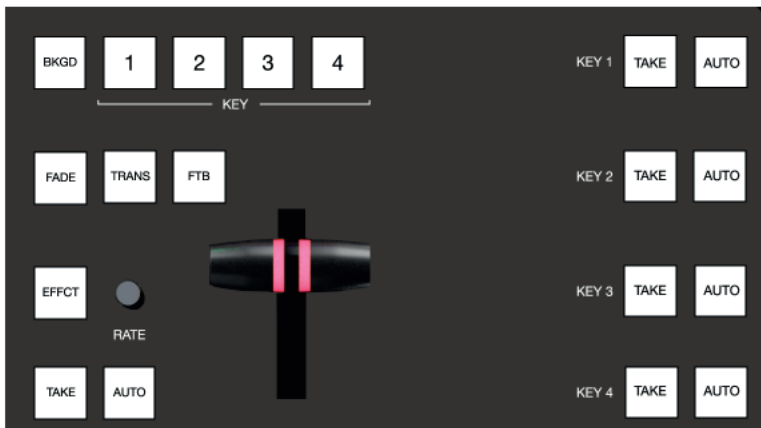 BKGD 1 2 3 4 KEY 1 TAKE AUTO
KEY
FADE TRANS FTB KEY 2 TAKE AUTO
EFFCT KEY 3 TAKE AUTO
RATE
TAKE AUTO KEY 4 TAKE AUTO